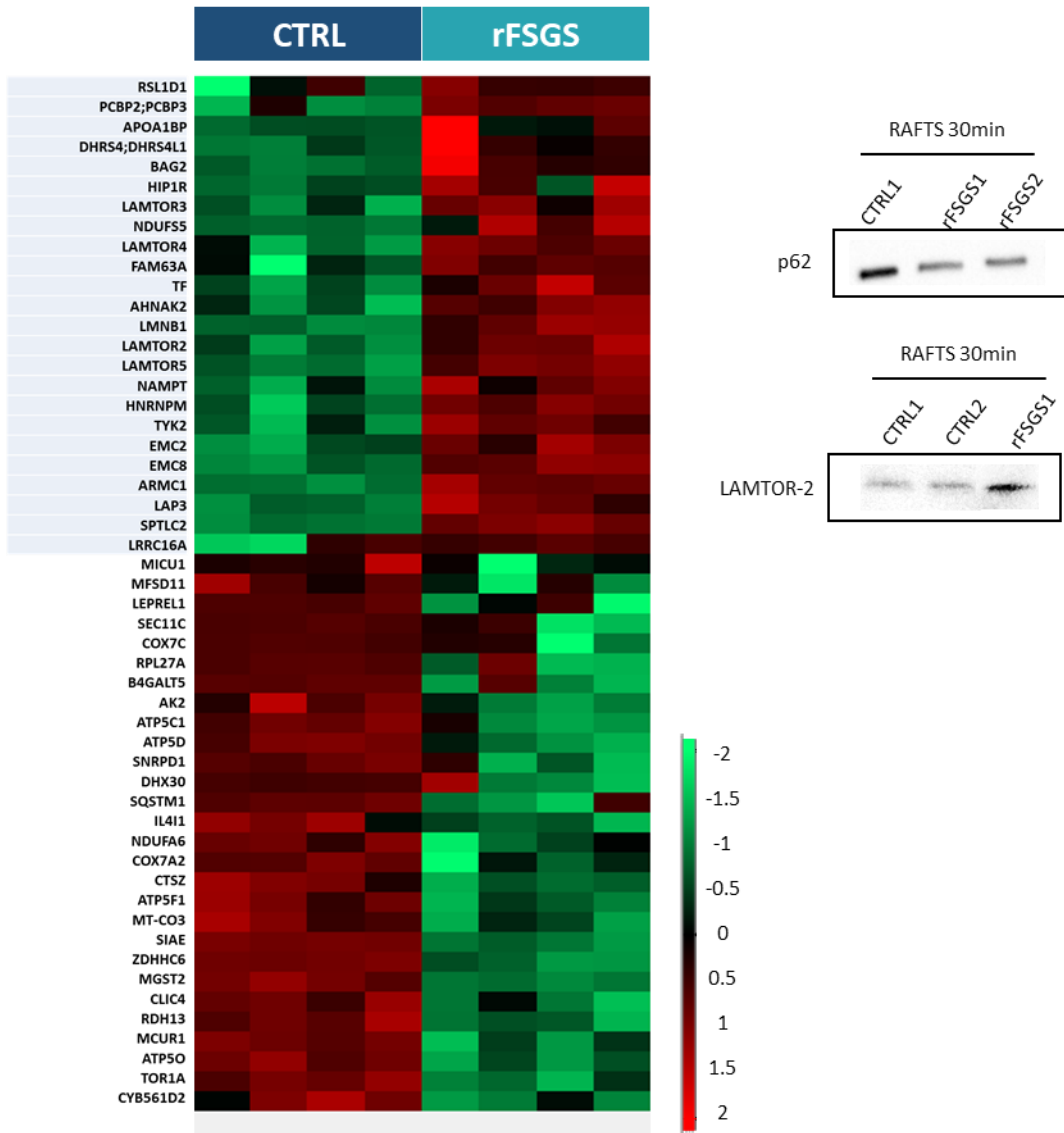 CTRL rFSGS
RSL1D1
PCBP2;PCBP3
APOA1BP
DHRS4;DHRS4L1
BAG2
HIP1R
LAMTOR3
NDUFS5
LAMTOR4
FAM63A
TF
AHNAK2
LMNB1
LAMTOR2
LAMTOR5
NAMPT
HNRNPM
TYK2
EMC2
EMC8
ARMC1
LAP3
SPTLC2
LRRC16A
MICU1
MFSD11
LEPREL1
SEC11C
COX7C
RPL27A
B4GALT5
AK2
ATP5C1
ATP5D
SNRPD1
DHX30
SQSTM1
IL4I1
NDUFA6
COX7A2
CTSZ
ATP5F1
MT-CO3
SIAE
ZDHHC6
MGST2
CLIC4
RDH13
MCUR1
ATP5O
TOR1A
CYB561D2
-2
-1.5
-1
-0.5
0
0.5
1
1.5
2
RAFTS 30min
CTRL1 rFSGS1 rFSGS2
p62
RAFTS 30min
CTRL1 CTRL2 rFSGS1
LAMTOR-2